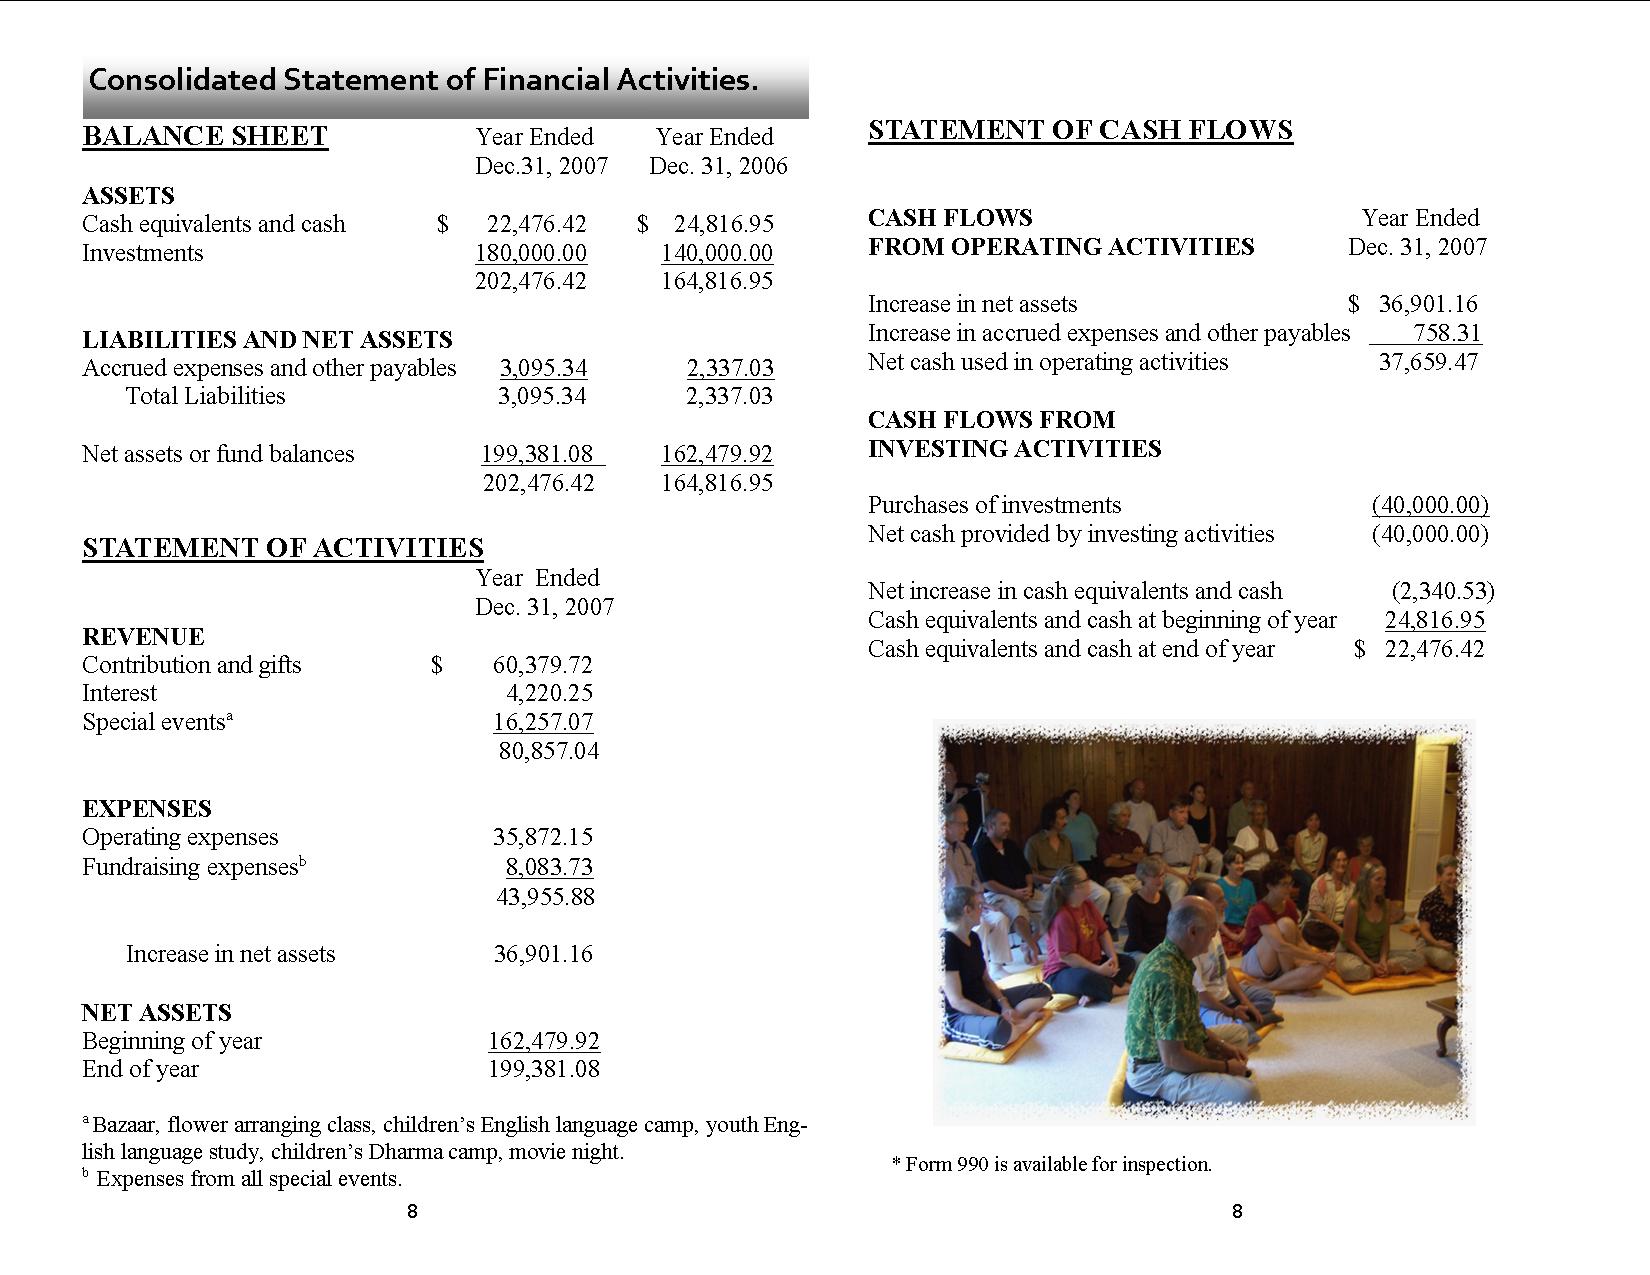 Consolidated Statement of Financial Activities.
BALANCE SHEET Year Ended Year Ended
Dec.31, 2007 Dec. 31, 2006
ASSETS
Cash equivalents and cash $ 22,476.42 $ 24,816.95
Investments 180,000.00 140,000.00
202,476.42 164,816.95
LIABILITIES AND NET ASSETS
Accrued expenses and other payables 3,095.34 2,337.03
Total Liabilities 3,095.34 2,337.03
Net assets or fund balances 199,381.08 162,479.92
202,476.42 164,816.95
STATEMENT OF ACTIVITIES
Year Ended
Dec. 31, 2007
REVENUE
Contribution and gifts $ 60,379.72
Interest 4,220.25
Special eventsa 16,257.07
80,857.04
EXPENSES
Operating expenses 35,872.15
Fundraising expensesb 8,083.73
43,955.88
Increase in net assets 36,901.16
NET ASSETS
Beginning of year 162,479.92
End of year 199,381.08
a Bazaar, flower arranging class, children’s English language camp, youth Eng-
lish language study, children’s Dharma camp, movie night.
b Expenses from all special events.
8
STATEMENT OF CASH FLOWS
CASH FLOWS Year Ended
FROM OPERATING ACTIVITIES Dec. 31, 2007
Increase in net assets $ 36,901.16
Increase in accrued expenses and other payables 758.31
Net cash used in operating activities 37,659.47
CASH FLOWS FROM
INVESTING ACTIVITIES
Purchases of investments (40,000.00)
Net cash provided by investing activities (40,000.00)
Net increase in cash equivalents and cash (2,340.53)
Cash equivalents and cash at beginning of year 24,816.95
Cash equivalents and cash at end of year $ 22,476.42
* Form 990 is available for inspection.
8